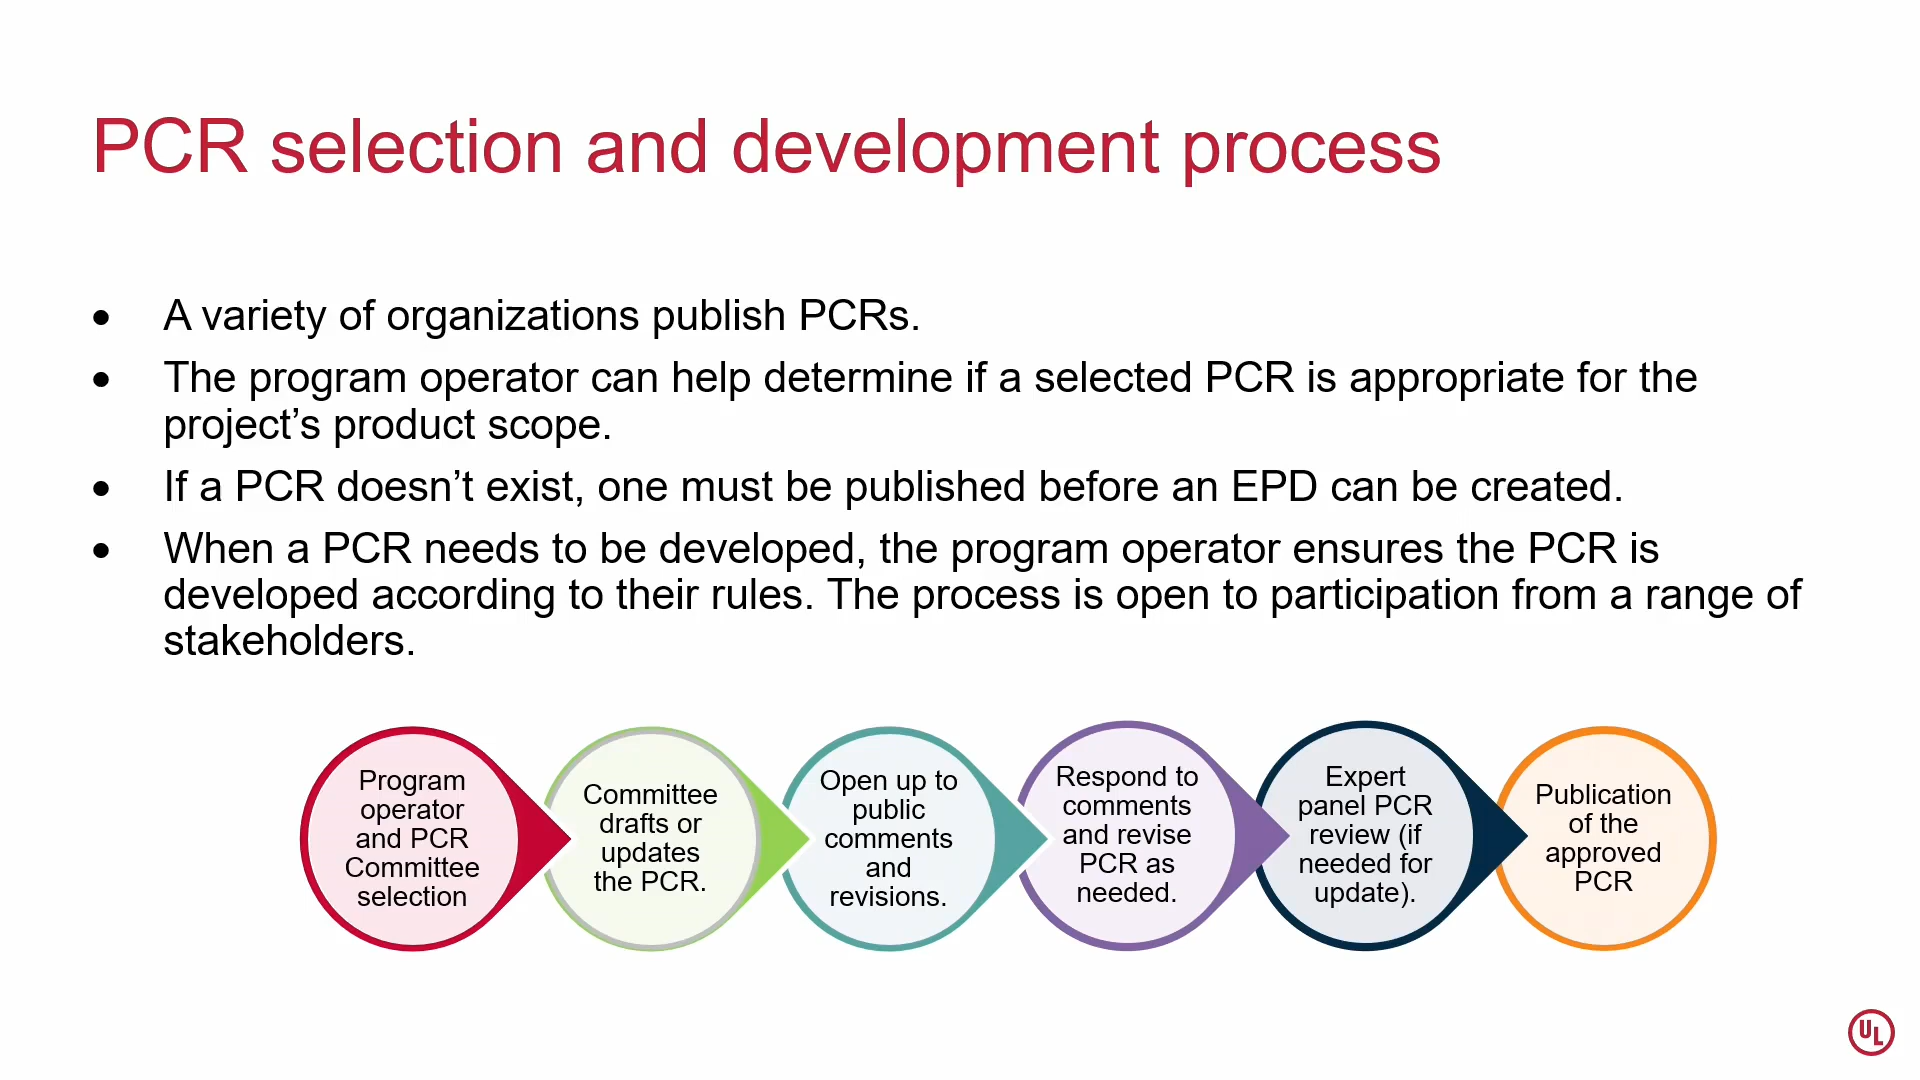 PCR selection and development process
• A variety of organizations publish PCRs.
• The program operator can help determine if a selected PCR is appropriate for the
project’s product scope.
• If a PCR doesn’t exist, one must be published before an EPD can be created.
• When a PCR needs to be developed, the program operator ensures the PCR is
developed according to their rules. The process is open to participation from a range of
stakeholders.
Program
operator
and PCR
Committee
selection
Committee
drafts or
updates
the PCR.
Open up to
public
comments
and
revisions.
Respond to
comments
and revise
PCR as
needed.
Expert
panel PCR
review (if
needed for
update).
Publication
of the
approved
PCR
UL